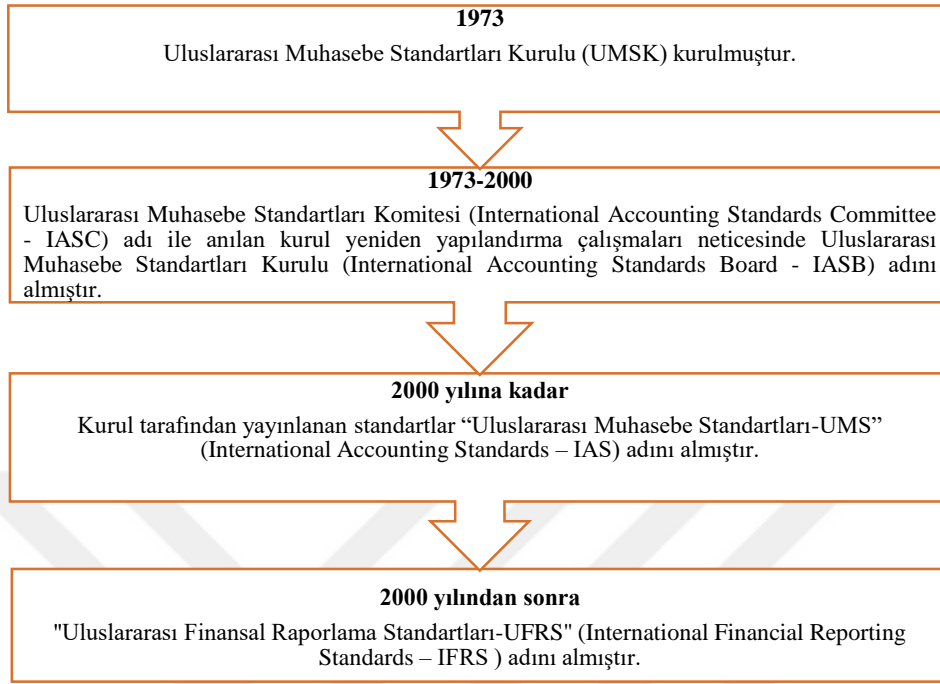 1973
Uluslararası Muhasebe Standartları Kurulu (UMSK) kurulmuştur.
1973-2000
Uluslararası Muhasebe Standartları Komitesi (International Accounting Standards Committee
- IASC) adı ile anılan kurul yeniden yapılandırma çalışmaları neticesinde Uluslararası
Muhasebe Standartları Kurulu (International Accounting Standards Board - IASB) adını
almıştır.
2000 yılına kadar
Kurul tarafından yayınlanan standartlar “Uluslararası Muhasebe Standartları-UMS”
(International Accounting Standards – IAS) adını almıştır.
2000 yılından sonra
"Uluslararası Finansal Raporlama Standartları-UFRS" (International Financial Reporting
Standards – IFRS ) adını almıştır.